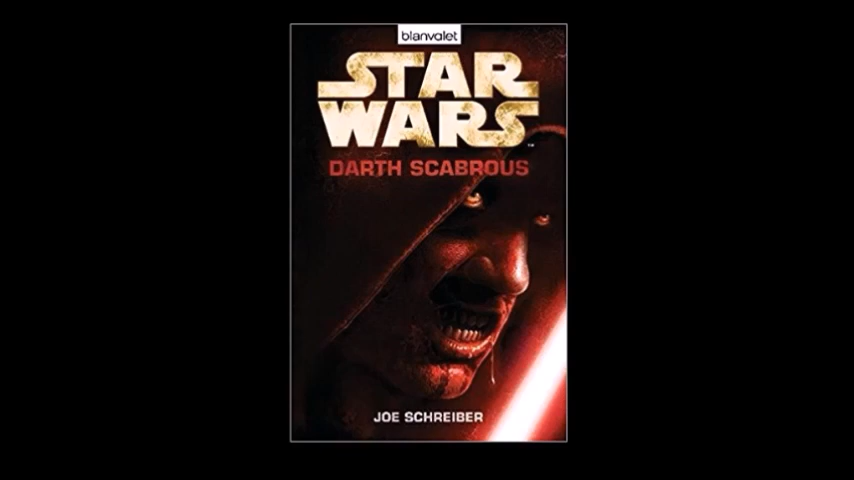 blanvalet
STAR
WARS
DARTH SCABROUS
JOE SCHREIBER